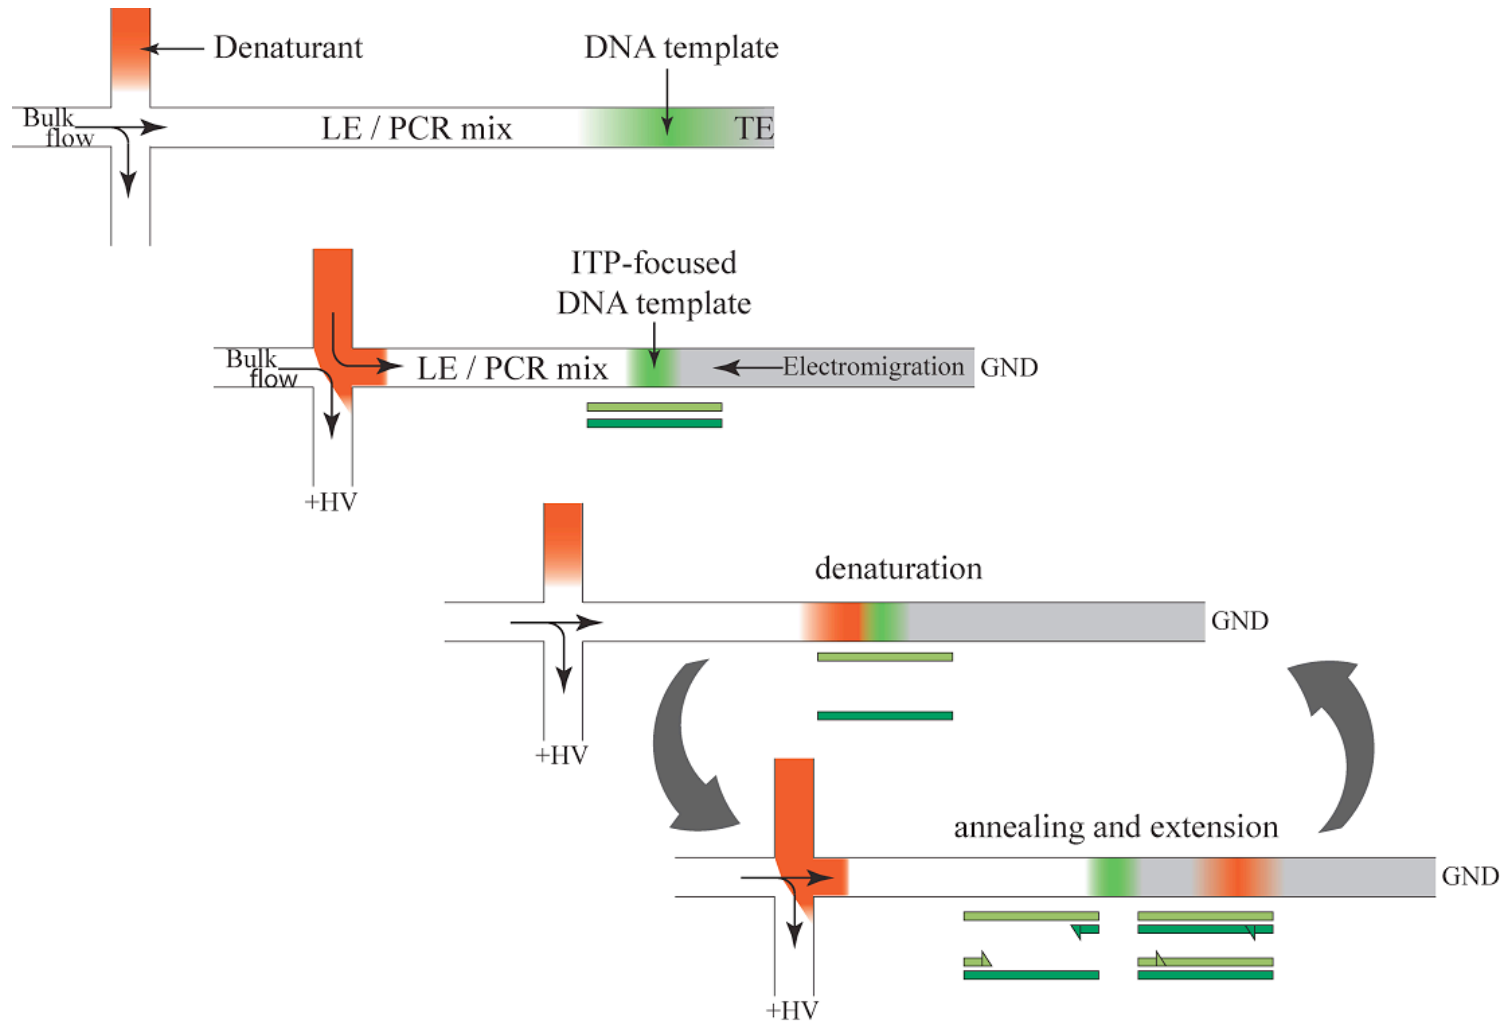 Denaturant
DNA template
Bulk
flow
LE / PCR mix
TE
ITP-focused
DNA template
Bulk
flow
LE / PCR mix
Electromigration
GND
+HV
denaturation
GND
+HV
annealing and extension
GND
+HV